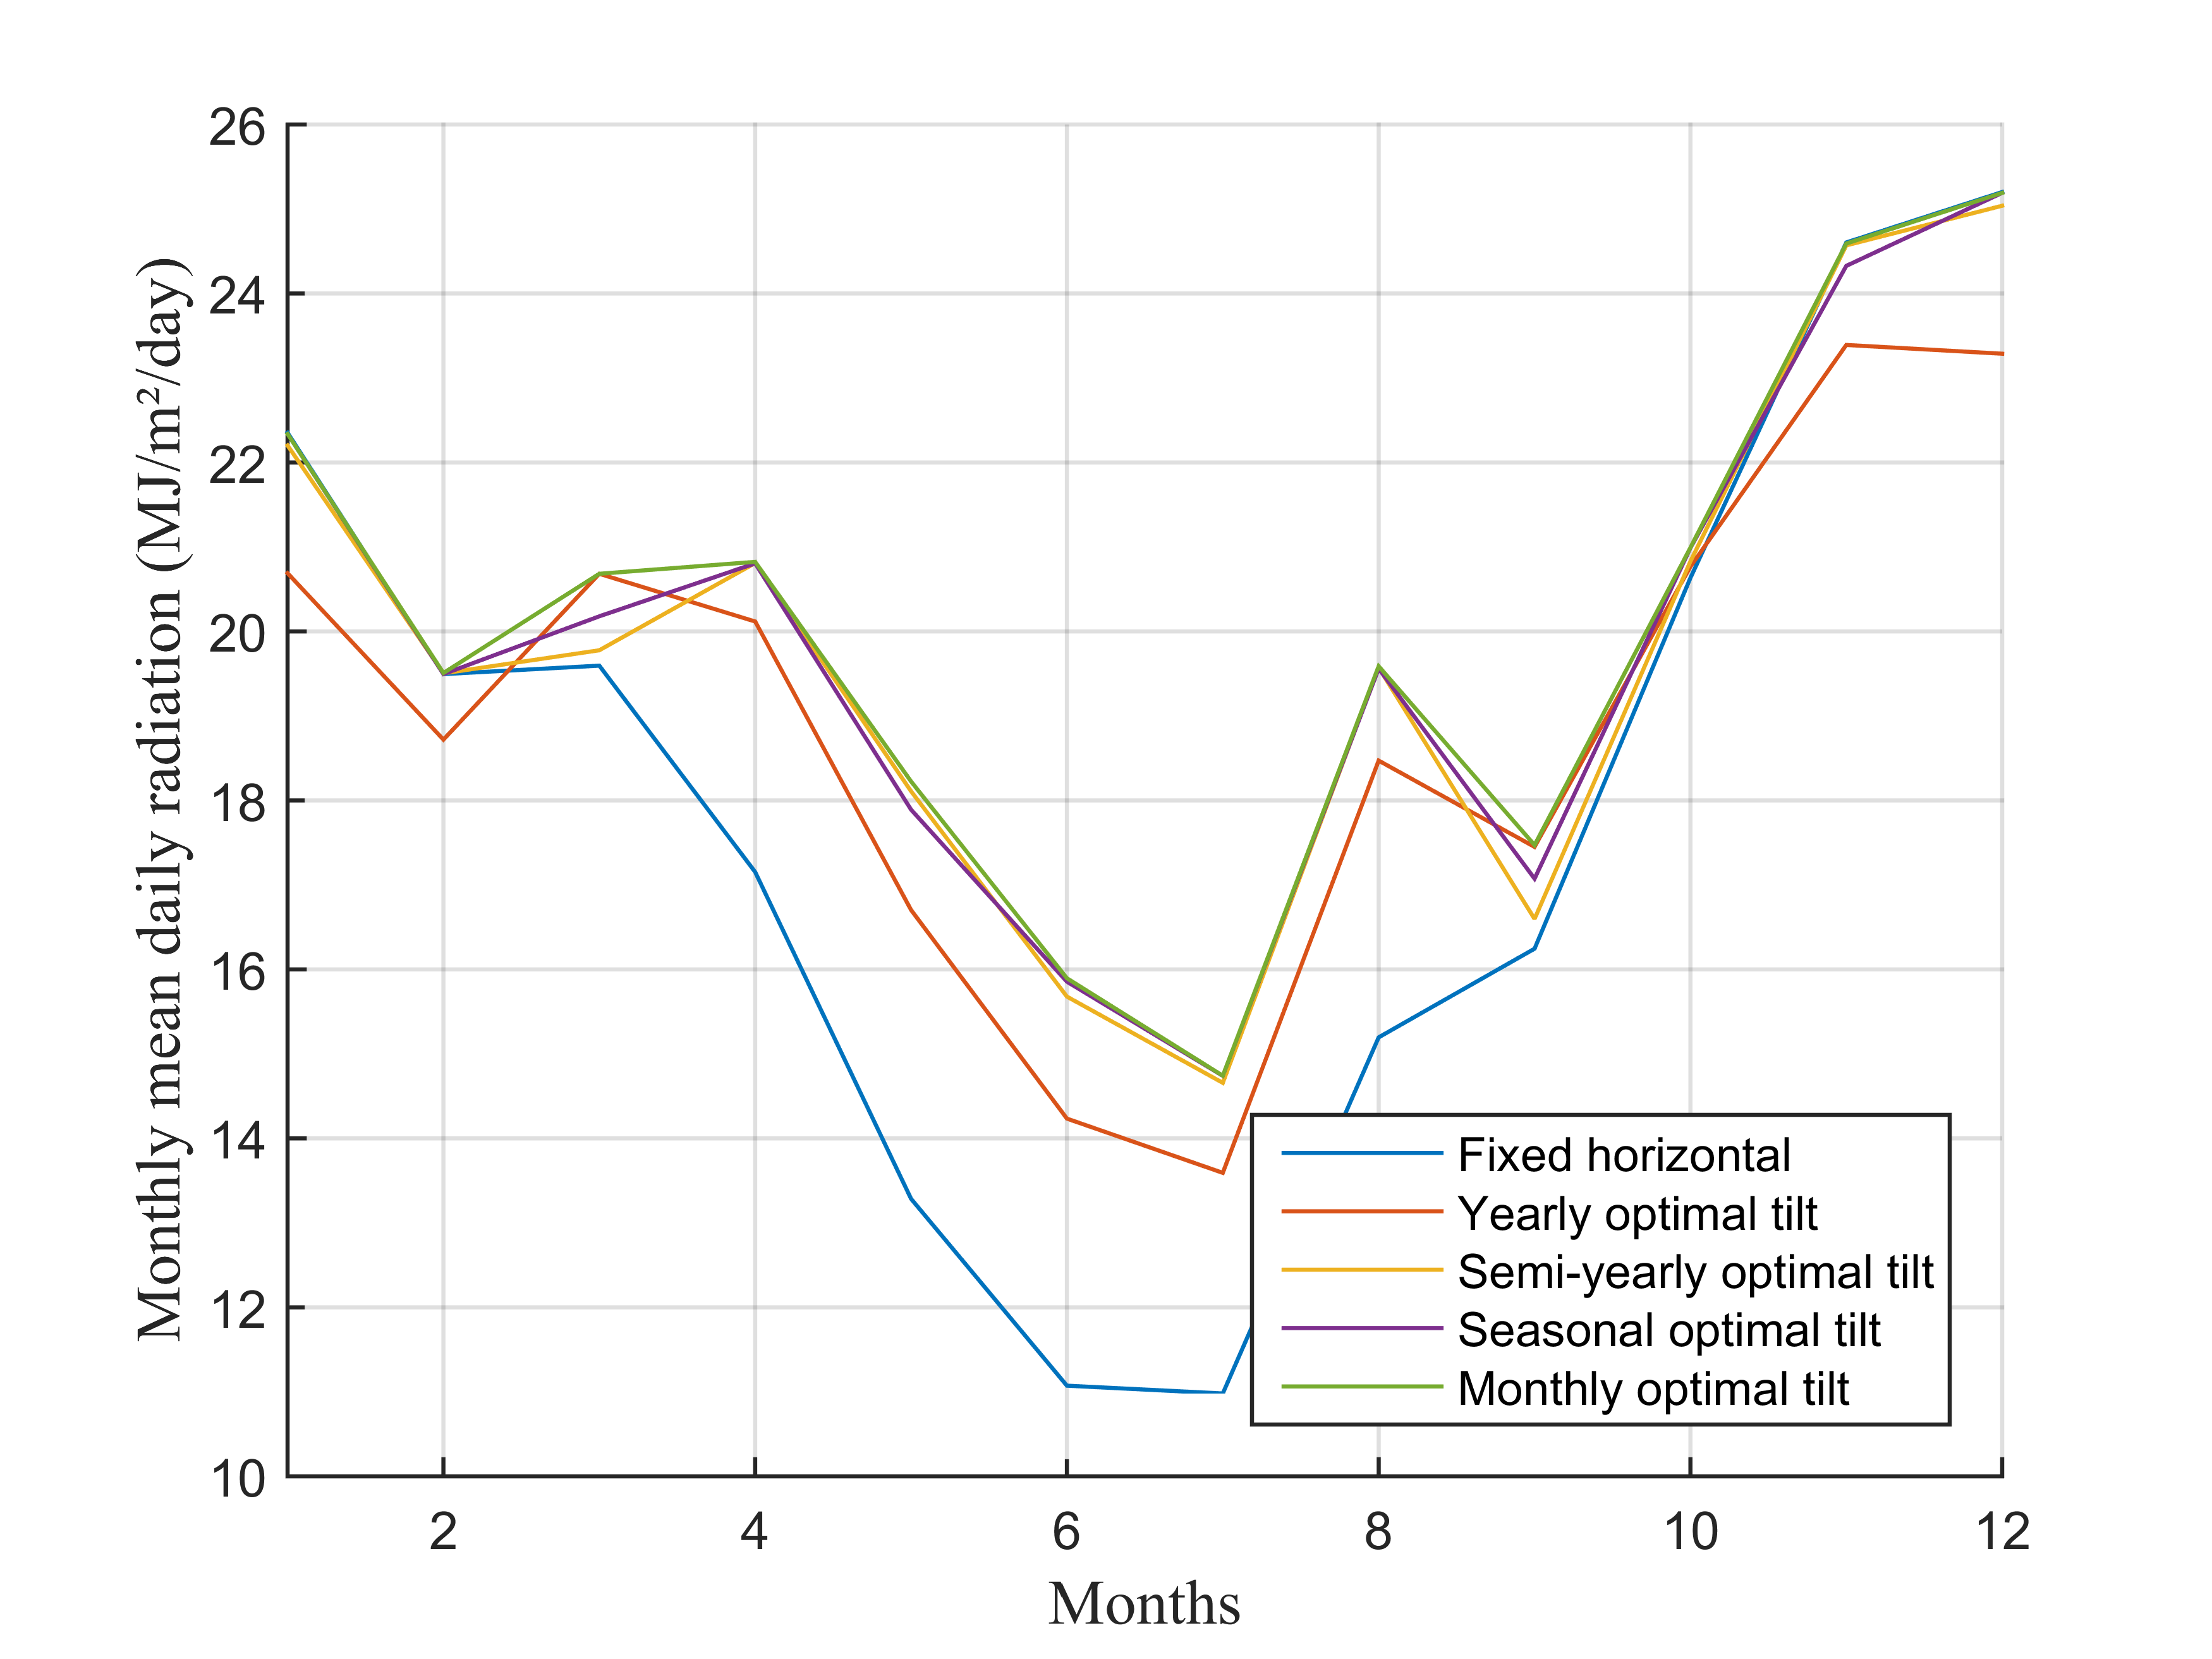 26
24
22
20
18
16
14
12
10
Monthly mean daily radiation (MJ/m²/day)
Fixed horizontal
Yearly optimal tilt
Semi-yearly optimal tilt
Seasonal optimal tilt
Monthly optimal tilt
2 4 6 8 10 12
Months